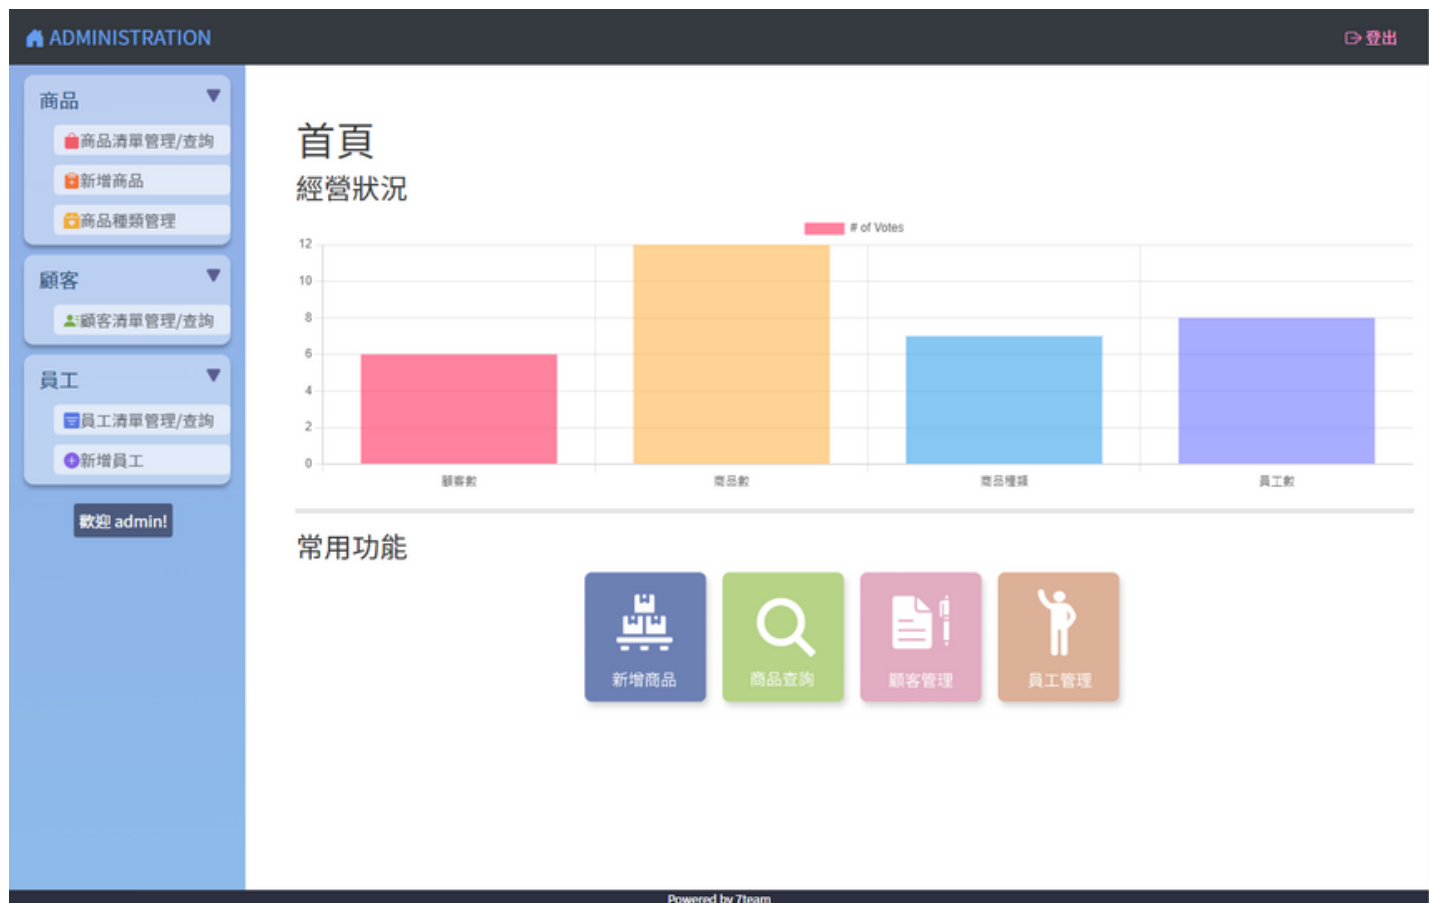 ADMINISTRATION
登出
商品
商品清單管理/查詢
新增商品
商品種類管理
顧客
顧客清單管理/查詢
員工
員工清單管理/查詢
新增員工
歡迎 admin!
首頁
經營狀況
# of Votes
12
10
8
6
4
2
0
顧客數
商品數
商品種類
員工數
常用功能
新增商品
商品查詢
顧客管理
員工管理
Powered by 7team